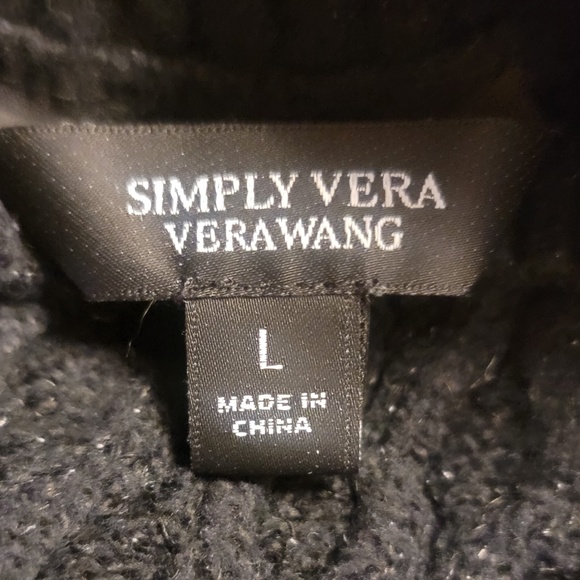 SIMPLY VERA
VERAWANG
L
MADE IN
CHINA